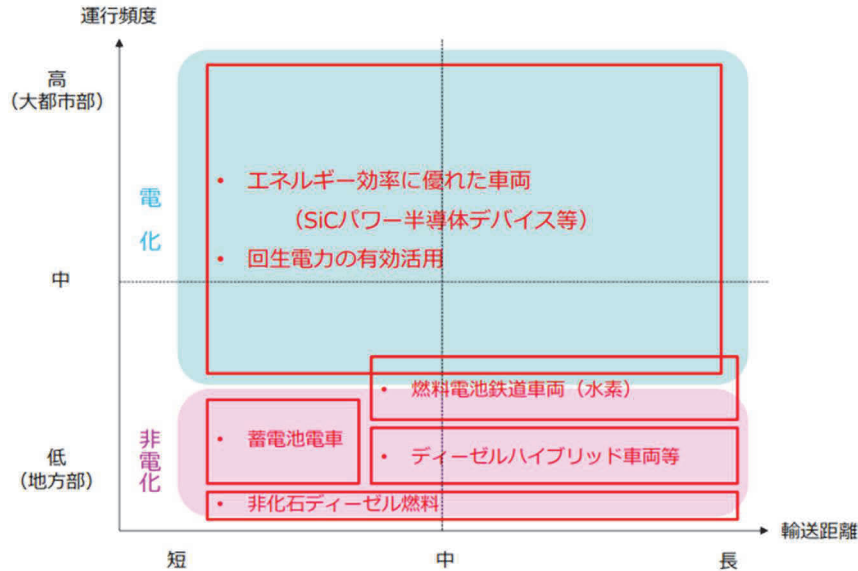 運行頻度
高
（大都市部）
電化
• エネルギー効率に優れた車両
（SiCパワー半導体デバイス等）
• 回生電力の有効活用
中
• 燃料電池鉄道車両（水素）
非電化
• 蓄電池電車
• ディーゼルハイブリッド車両等
低
（地方部）
• 非化石ディーゼル燃料
輸送距離
短
中
長